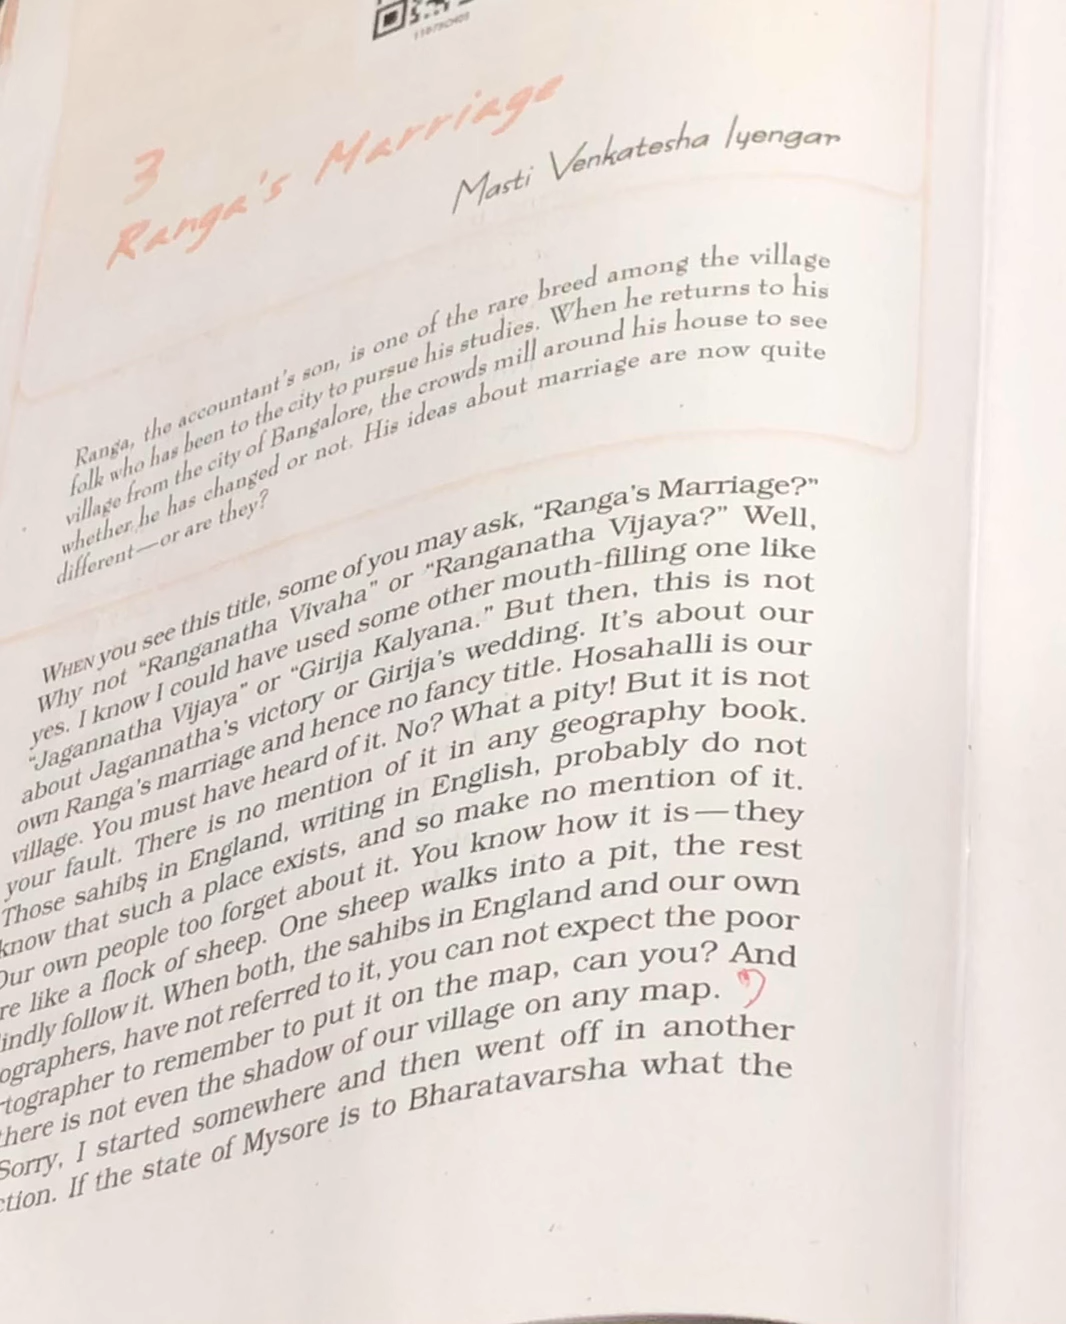 3
Ranga's Marriage
Masti Venkatesha Iyengar
Ranga, the accountant's son, is one of the rare breed among the village
folk who has been to the city to pursue his studies. When he returns to his
village from the city of Bangalore, the crowds mill around his house to see
whether he has changed or not. His ideas about marriage are now quite
different—or are they?
WHEN you see this title, some of you may ask, “Ranga's Marriage?”
Why not “Ranganatha Vivaha” or “Ranganatha Vijaya?” Well,
yes. I know I could have used some other mouth-filling one like
“Jagannatha Vijaya” or “Girija Kalyana.” But then, this is not
about Jagannatha's victory or Girija's wedding. It's about our
own Ranga's marriage and hence no fancy title. Hosahalli is our
village. You must have heard of it. No? What a pity! But it is not
your fault. There is no mention of it in any geography book.
Those sahibs in England, writing in English, probably do not
know that such a place exists, and so make no mention of it.
Our own people too forget about it. You know how it is—they
re like a flock of sheep. One sheep walks into a pit, the rest
indly follow it. When both, the sahibs in England and our own
ographers, have not referred to it, you can not expect the poor
rtographer to remember to put it on the map, can you? And
here is not even the shadow of our village on any map.
Sorry, I started somewhere and then went off in another
ction. If the state of Mysore is to Bharatavarsha what the